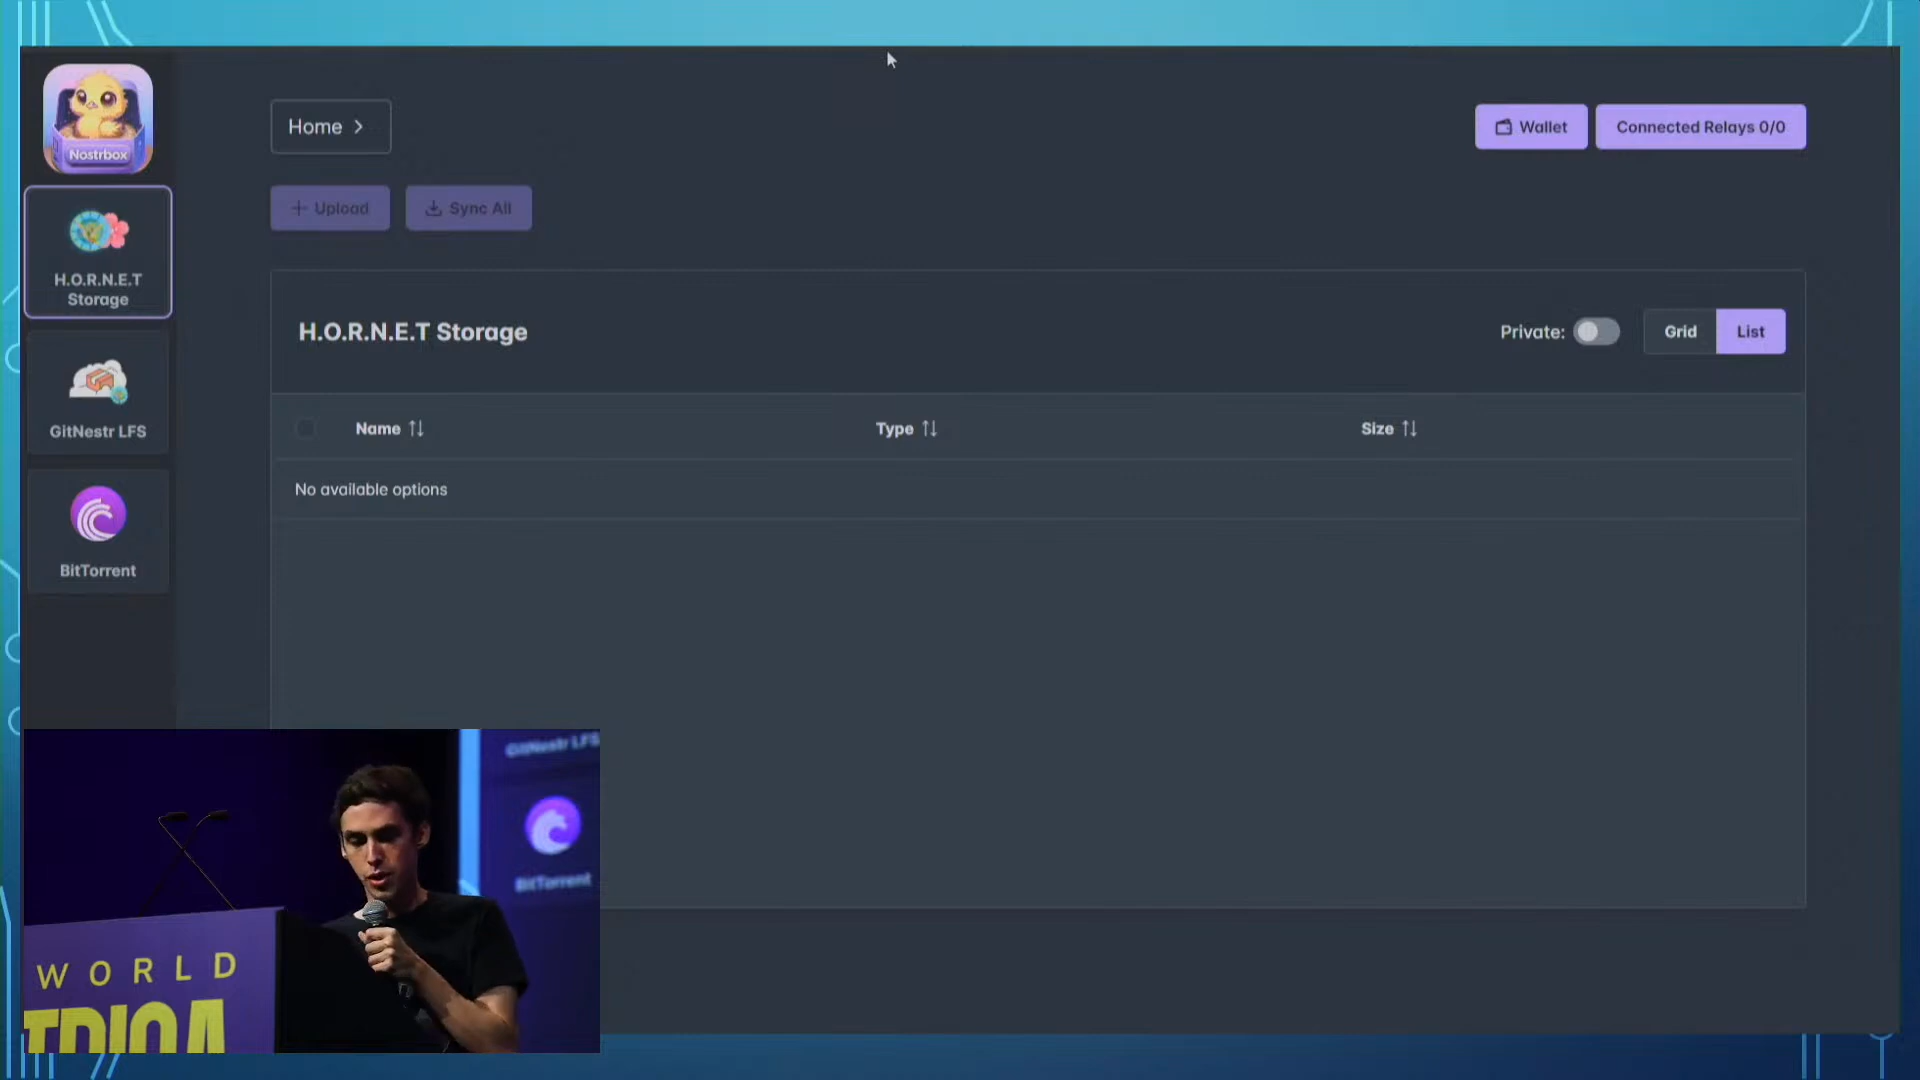 Nostrbox
H.O.R.N.E.T
Storage
GitNestr LFS
BitTorrent
Home
Wallet
Connected Relays 0/0
Upload
Sync All
H.O.R.N.E.T Storage
Private:
Grid
List
Name
Type
Size
No available options
GitNestr LFS
BitTorrent
WORLD